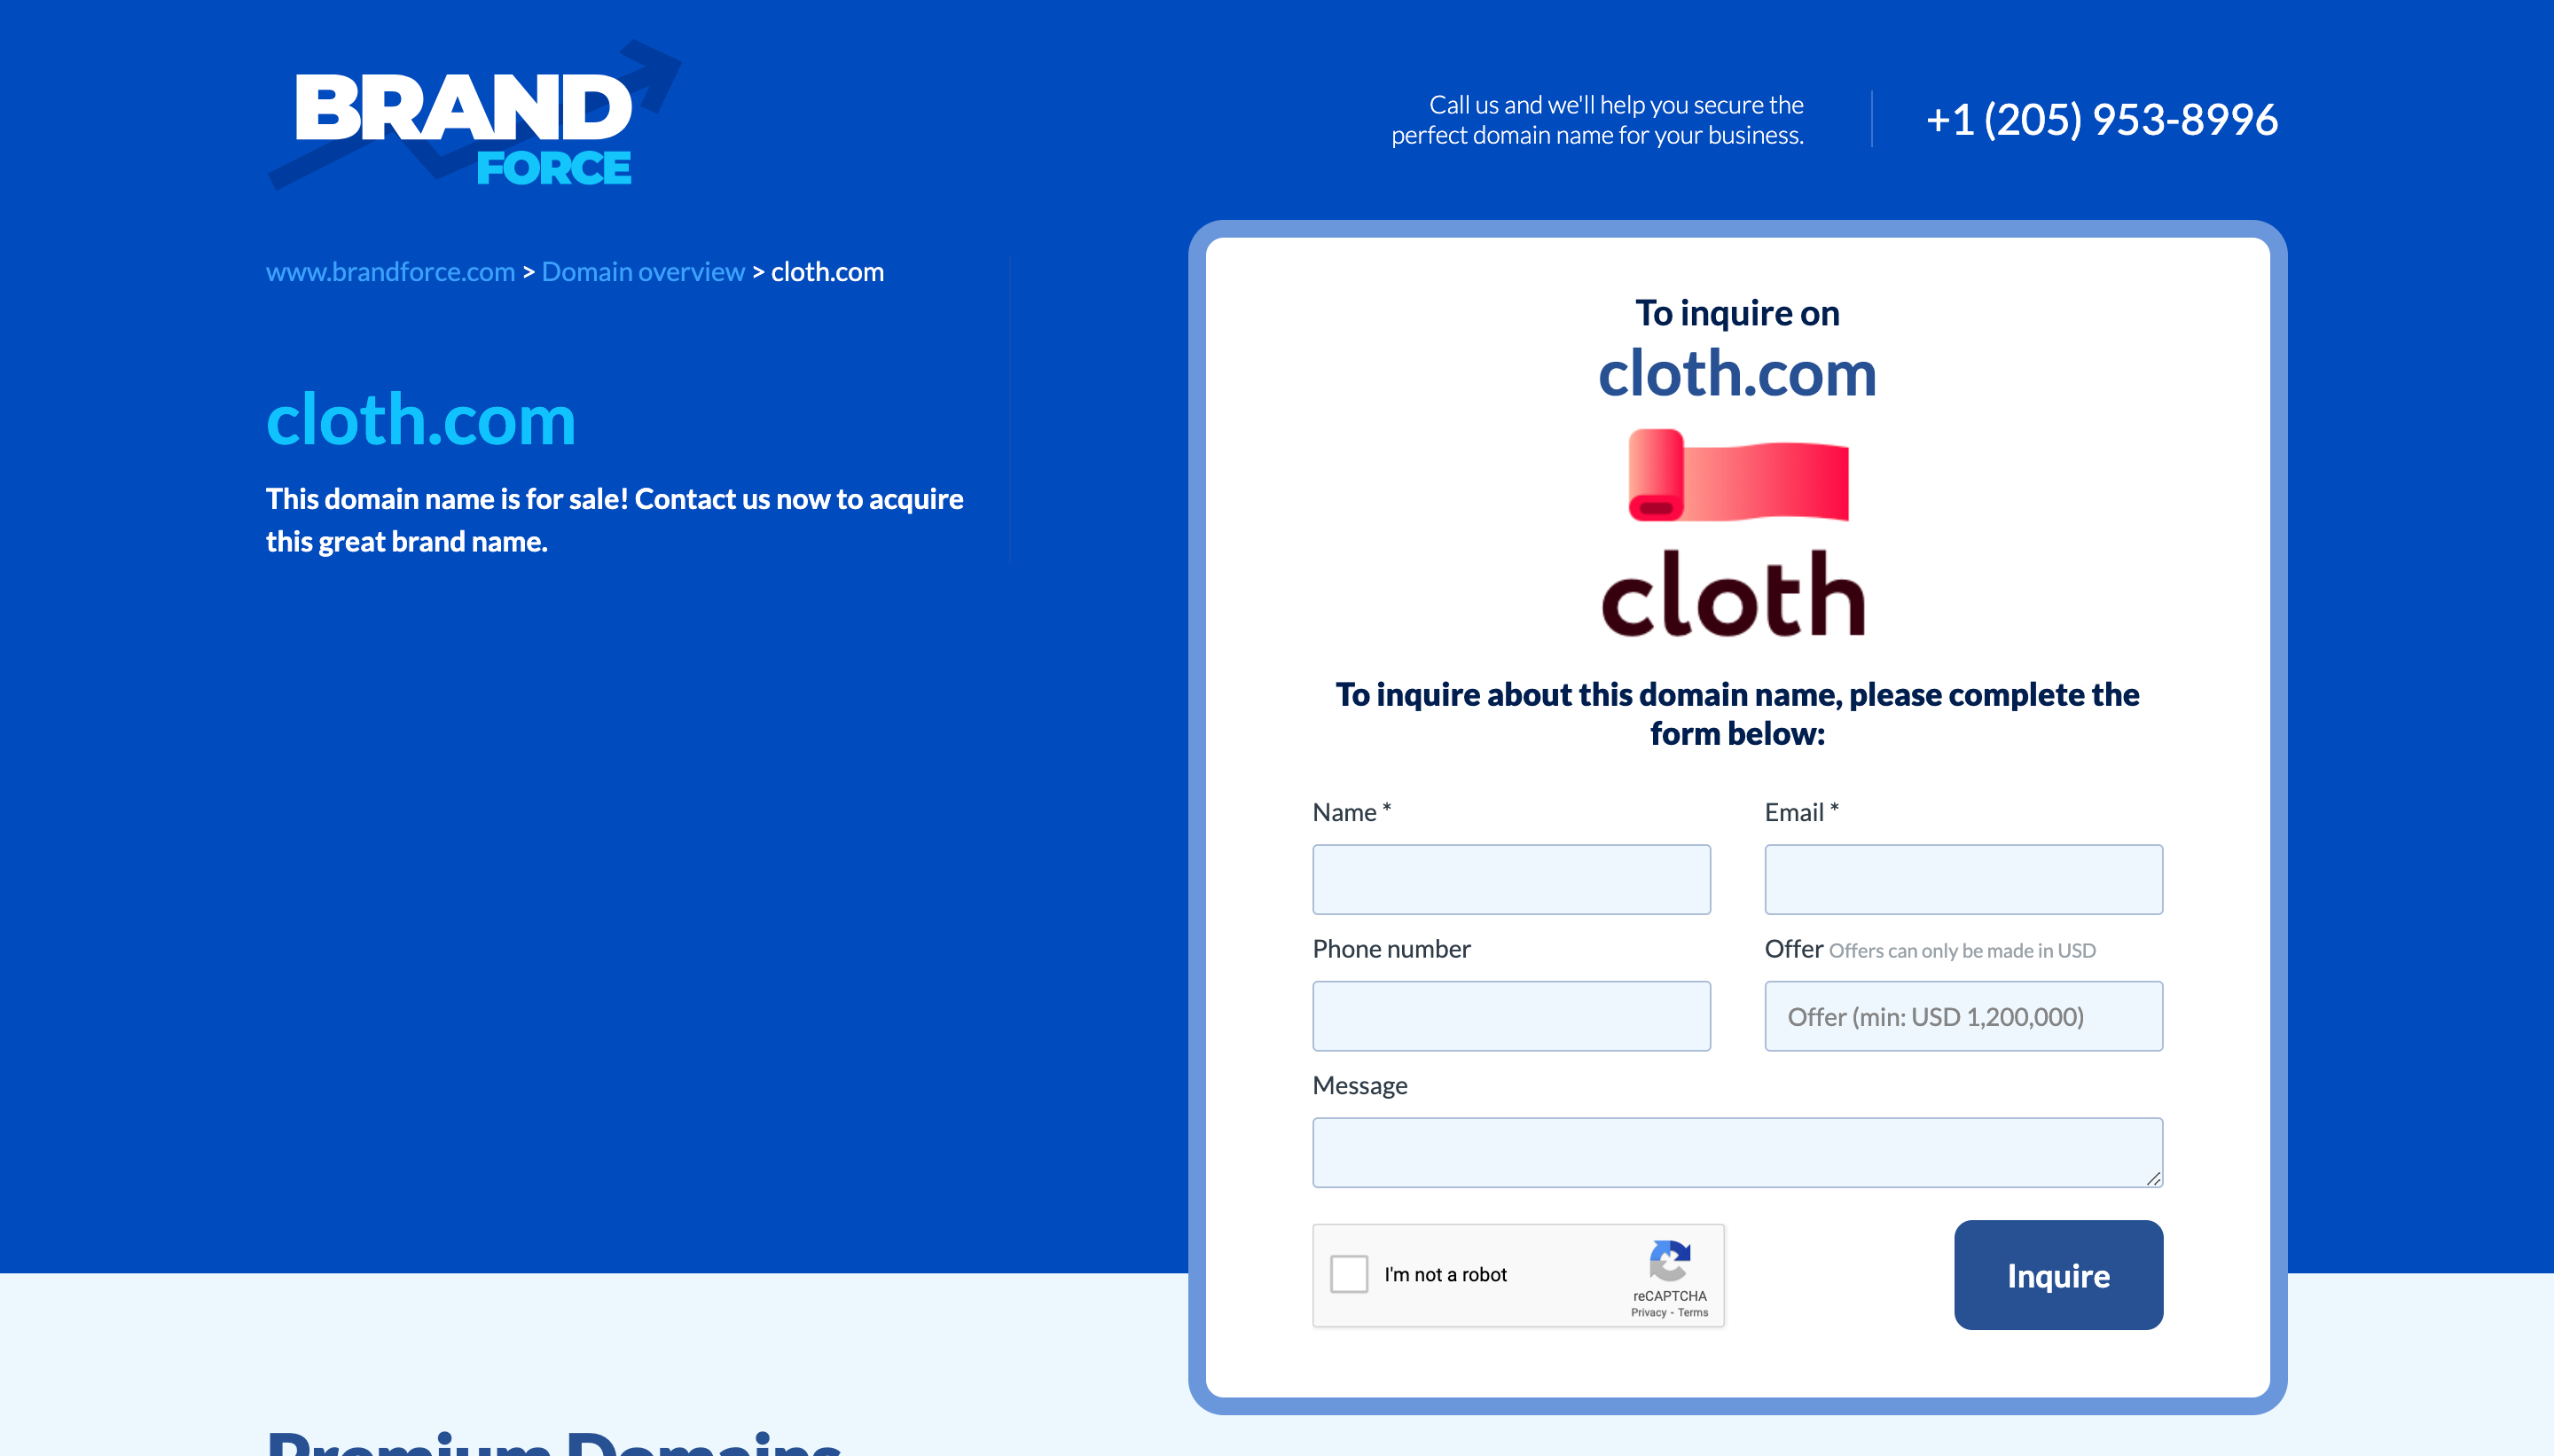 BRAND
FORCE
Call us and we'll help you secure the
perfect domain name for your business.
+1 (205) 953-8996
www.brandforce.com > Domain overview > cloth.com
cloth.com
This domain name is for sale! Contact us now to acquire
this great brand name.
To inquire on
cloth.com
cloth
To inquire about this domain name, please complete the
form below:
Name *
Email *
Phone number
Offer Offers can only be made in USD
Offer (min: USD 1,200,000)
Message
I'm not a robot
reCAPTCHA
Privacy - Terms
Inquire
Premium Domains